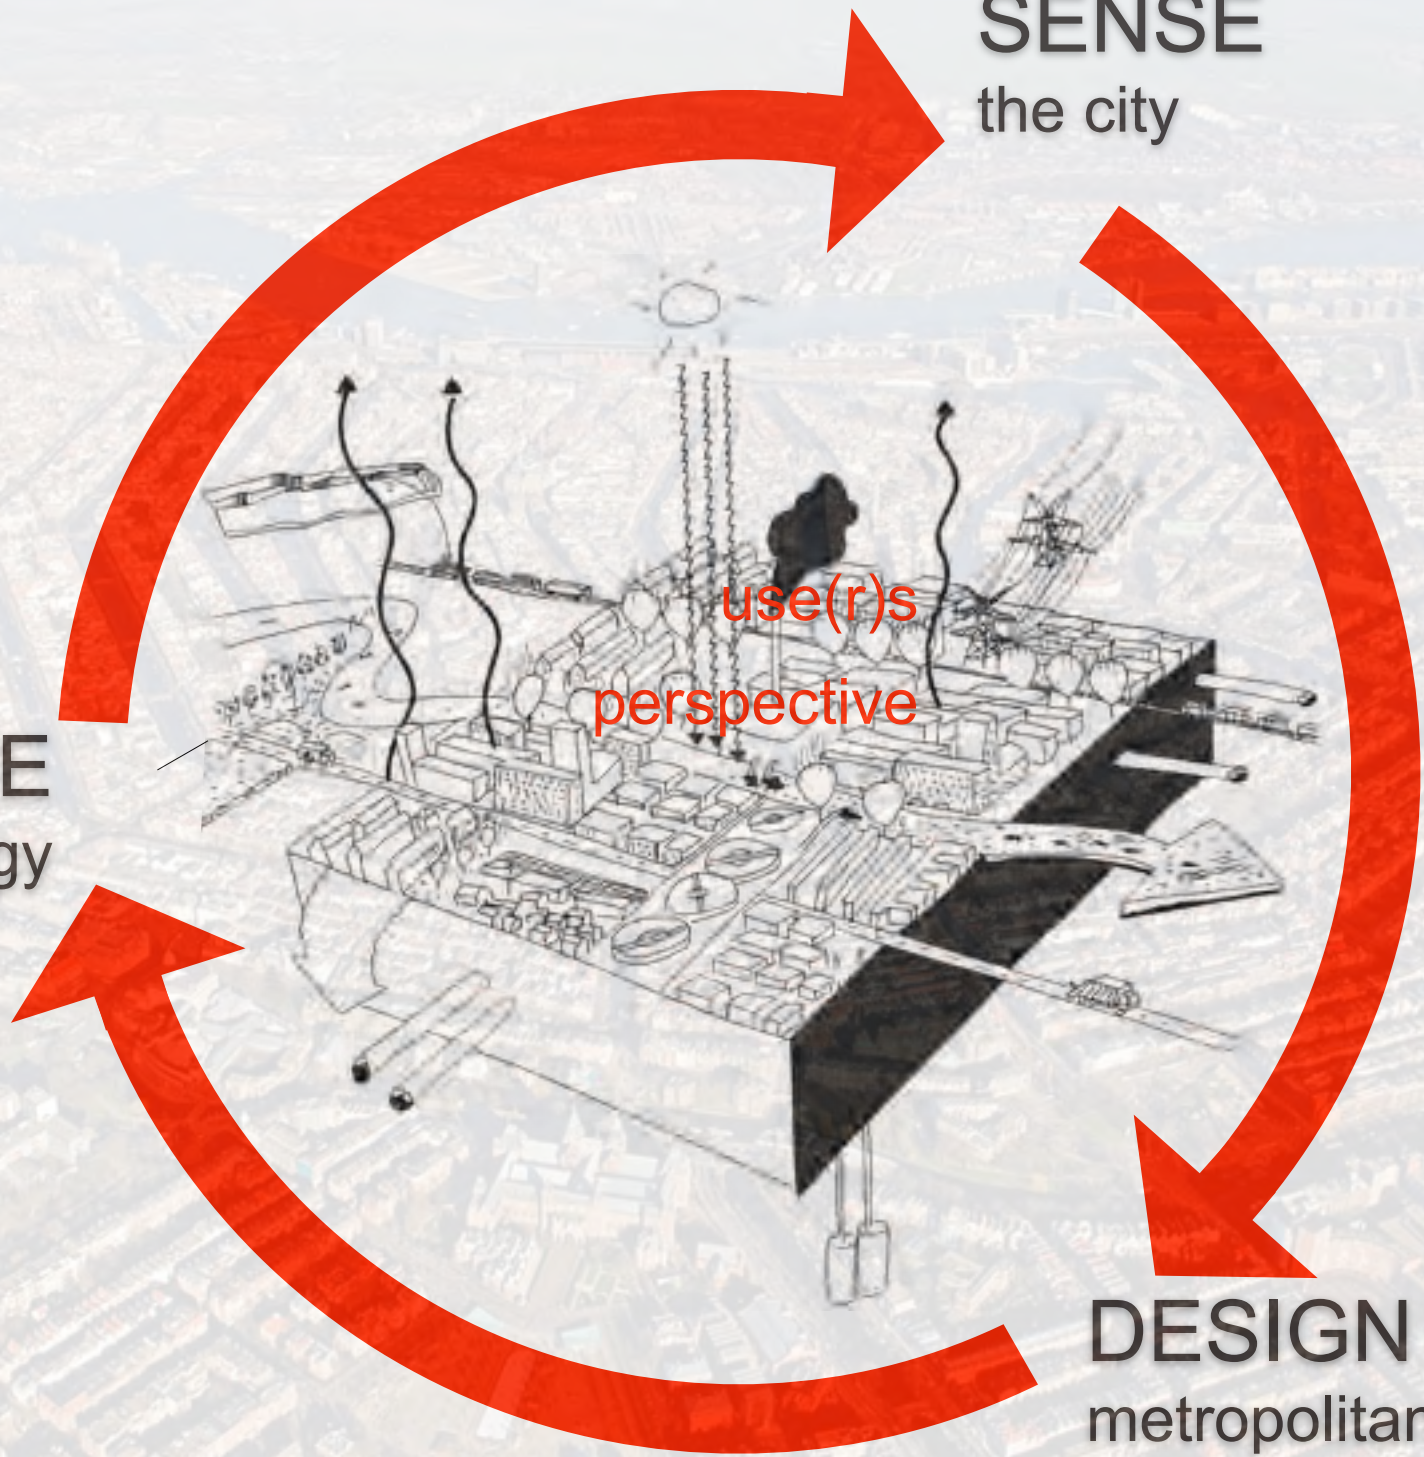 SENSE
the city
use(r)s
perspective
E
gy
DESIGN
metropolitan